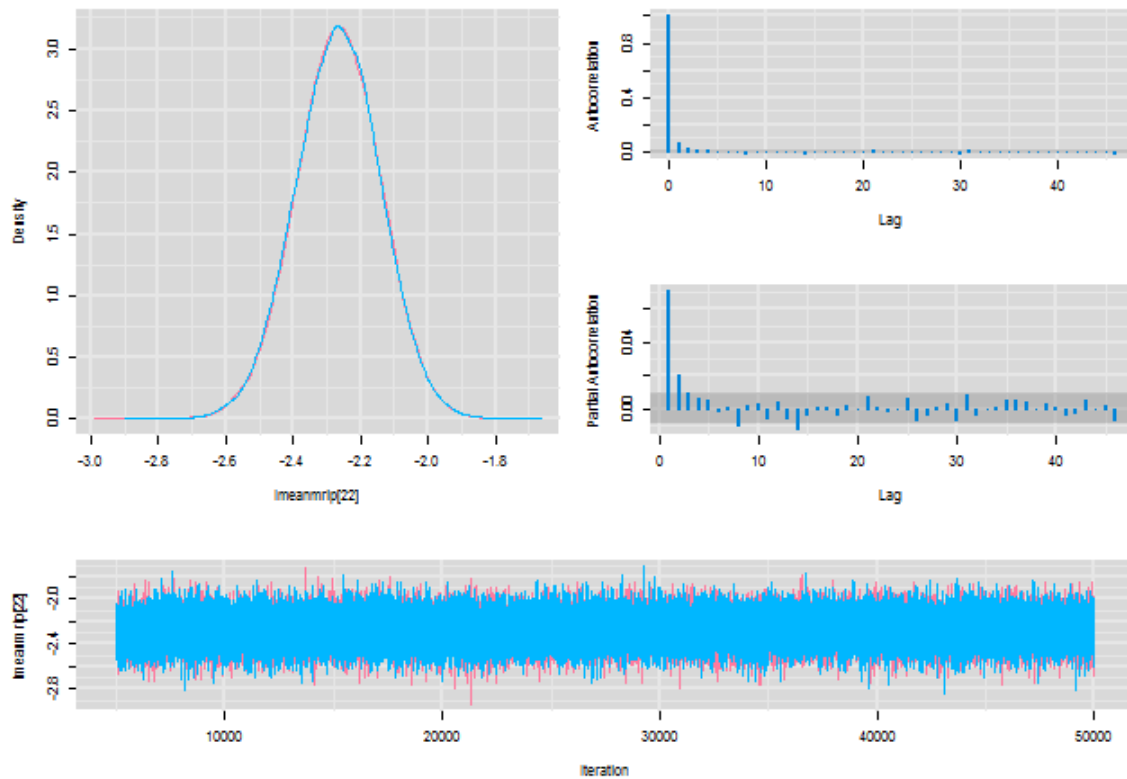 Density
0.0 0.5 1.0 1.5 2.0 2.5 3.0
-3.0 -2.8 -2.6 -2.4 -2.2 -2.0 -1.8
lmeanmrip[22]
Autocorrelation
0.0 0.4 0.8
0 10 20 30 40
Lag
Partial Autocorrelation
0.00 0.04
0 10 20 30 40
Lag
lmeanmrip[22]
-2.8 -2.4 -2.0
10000 20000 30000 40000 50000
Iteration